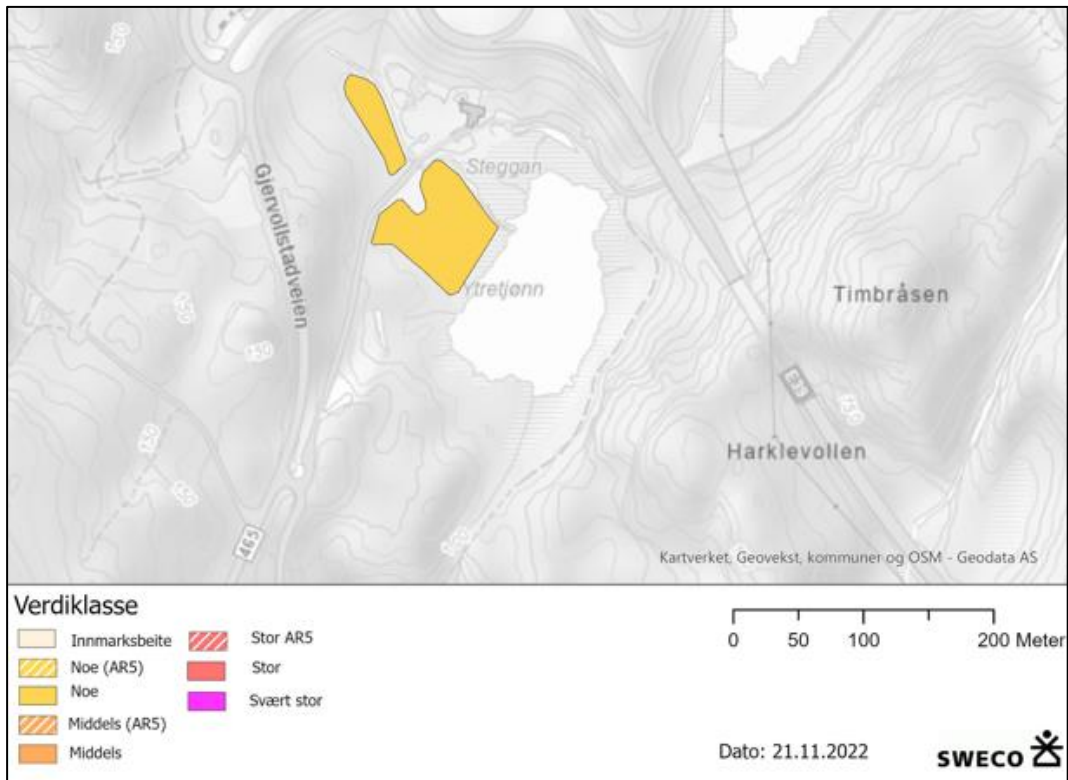 Steggan
Gjervollstadveien
Ytretjønn
Timbråsen
Harklevollen
465
Kartverket, Geovekst, kommuner og OSM - Geodata AS
Verdiklasse
Innmarksbeite
Noe (AR5)
Noe
Middels (AR5)
Middels
Stor AR5
Stor
Svært stor
0 50 100 200 Meter
Dato: 21.11.2022
SWECO